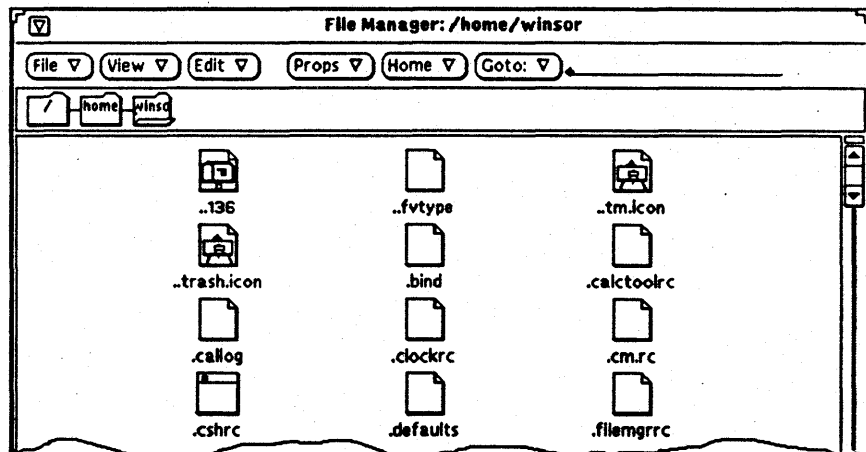 File Manager: /home/winsor
File View Edit Props Home Goto:
/ home winso
..136 ..fvtype ..tm.icon
..trash.icon .bind .calctoolrc
.callog .clockrc .cm.rc
.cshrc .defaults .filemgrrc